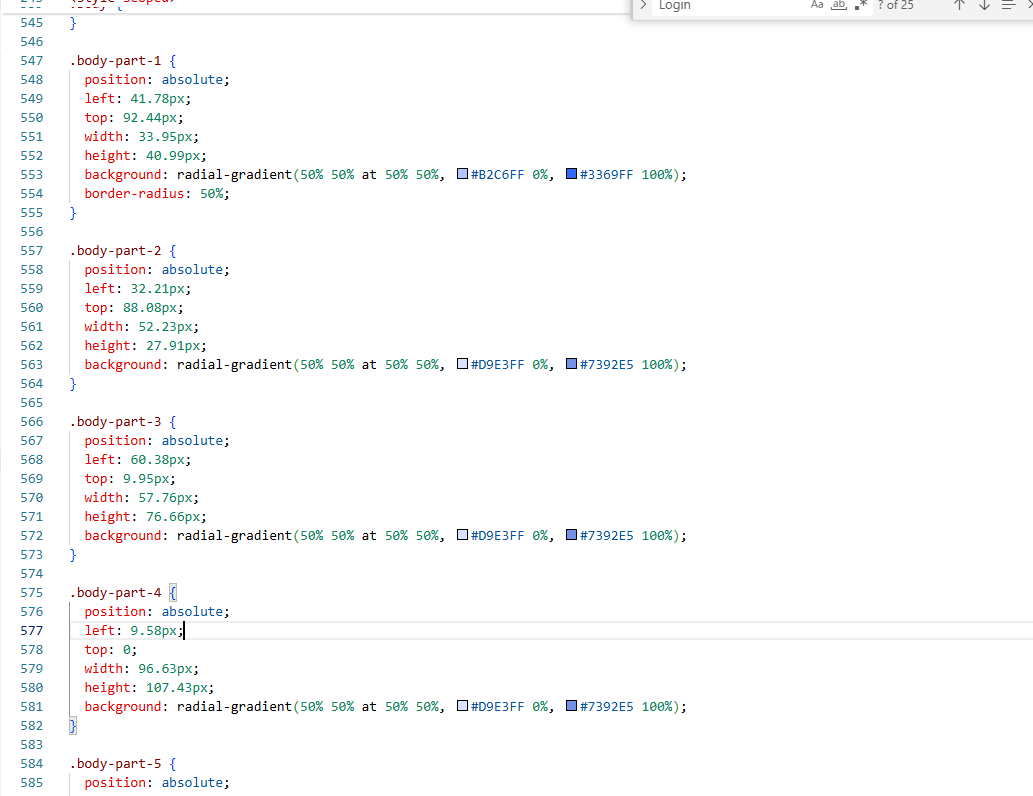 Login
Aa ab * ? of 25
545 }
546
547 .body-part-1 {
548 position: absolute;
549 left: 41.78px;
550 top: 92.44px;
551 width: 33.95px;
552 height: 40.99px;
553 background: radial-gradient(50% 50% at 50% 50%, #B2C6FF 0%, #3369FF 100%);
554 border-radius: 50%;
555 }
556
557 .body-part-2 {
558 position: absolute;
559 left: 32.21px;
560 top: 88.08px;
561 width: 52.23px;
562 height: 27.91px;
563 background: radial-gradient(50% 50% at 50% 50%, #D9E3FF 0%, #7392E5 100%);
564 }
565
566 .body-part-3 {
567 position: absolute;
568 left: 60.38px;
569 top: 9.95px;
570 width: 57.76px;
571 height: 76.66px;
572 background: radial-gradient(50% 50% at 50% 50%, #D9E3FF 0%, #7392E5 100%);
573 }
574
575 .body-part-4 {
576 position: absolute;
577 left: 9.58px;
578 top: 0;
579 width: 96.63px;
580 height: 107.43px;
581 background: radial-gradient(50% 50% at 50% 50%, #D9E3FF 0%, #7392E5 100%);
582 }
583
584 .body-part-5 {
585 position: absolute;